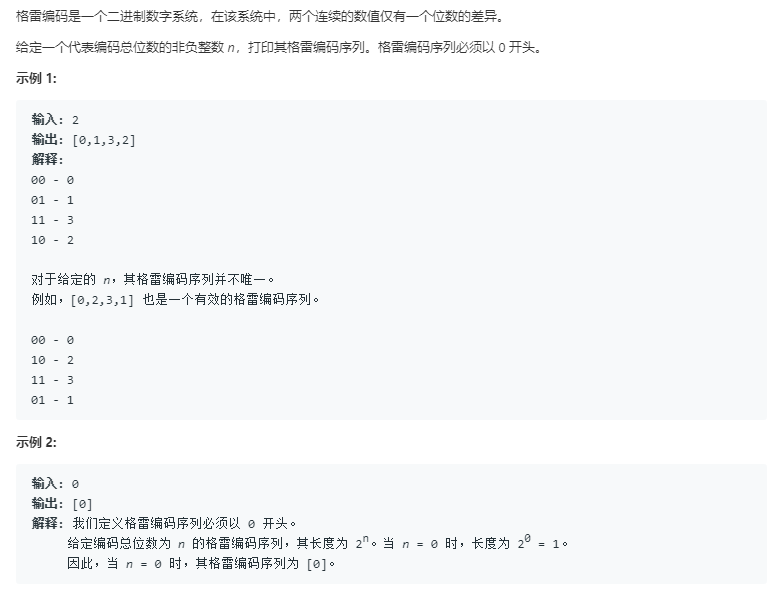 格雷编码是一个二进制数字系统，在该系统中，两个连续的数值仅有一个位数的差异。
给定一个代表编码总位数的非负整数 n，打印其格雷编码序列。格雷编码序列必须以 0 开头。
示例 1:
输入: 2
输出: [0,1,3,2]
解释:
00 - 0
01 - 1
11 - 3
10 - 2
对于给定的 n，其格雷编码序列并不唯一。
例如，[0,2,3,1] 也是一个有效的格雷编码序列。
00 - 0
10 - 2
11 - 3
01 - 1
示例 2:
输入: 0
输出: [0]
解释: 我们定义格雷编码序列必须以 0 开头。
给定编码总位数为 n 的格雷编码序列，其长度为 2ⁿ。当 n = 0 时，长度为 2⁰ = 1。
因此，当 n = 0 时，其格雷编码序列为 [0]。